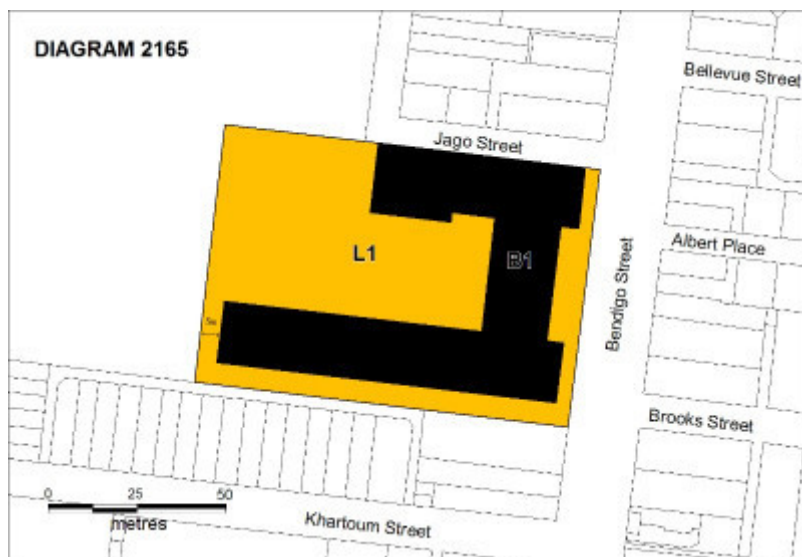 DIAGRAM 2165
Bellevue Street
Jago Street
Albert Place
L1
B1
Bendigo Street
Brooks Street
0 25 50
metres
Khartoum Street